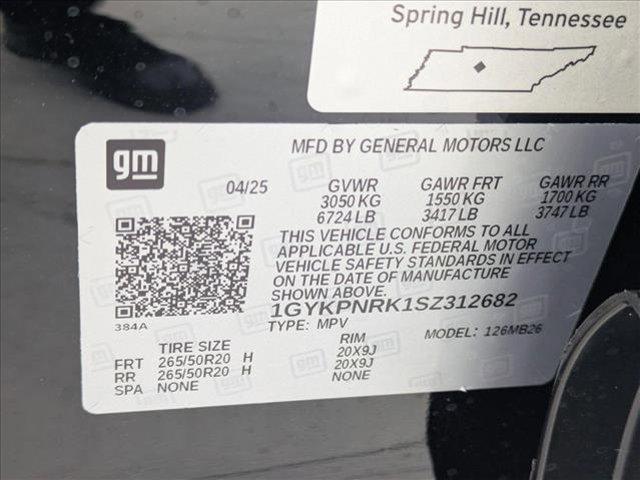 Spring Hill, Tennessee
gm
MFD BY GENERAL MOTORS LLC
04/25 GVWR GAWR FRT GAWR RR
3050 KG 1550 KG 1700 KG
6724 LB 3417 LB 3747 LB
THIS VEHICLE CONFORMS TO ALL
APPLICABLE U.S. FEDERAL MOTOR
VEHICLE SAFETY STANDARDS IN EFFECT
ON THE DATE OF MANUFACTURE
SHOWN ABOVE.
1GYKPNRK1SZ312682
384A
TYPE: MPV MODEL: 126MB26
TIRE SIZE RIM
FRT 265/50R20 H 20X9J
RR 265/50R20 H 20X9J
SPA NONE NONE